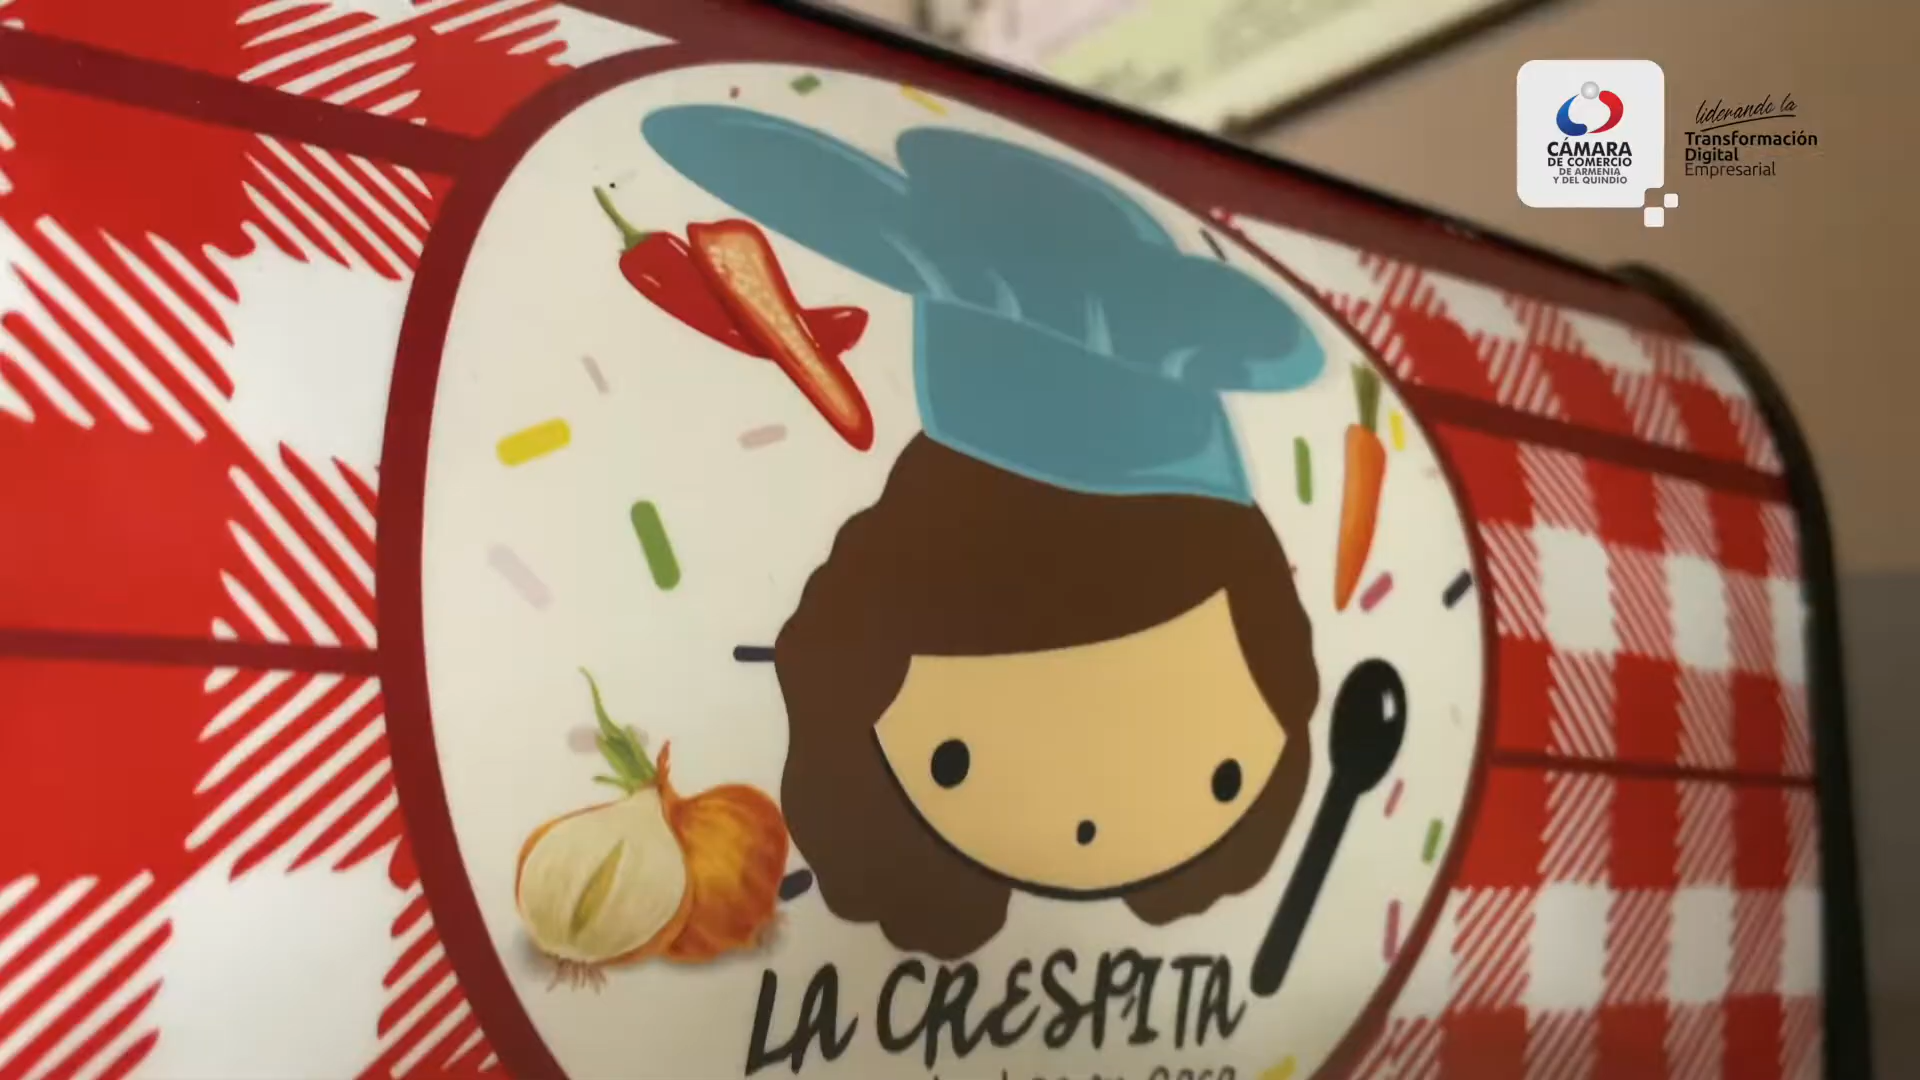 CÁMARA
DE COMERCIO
DE ARMENIA
Y DEL QUINDÍO
liderando la
Transformación
Digital
Empresarial
LA CRESPITA